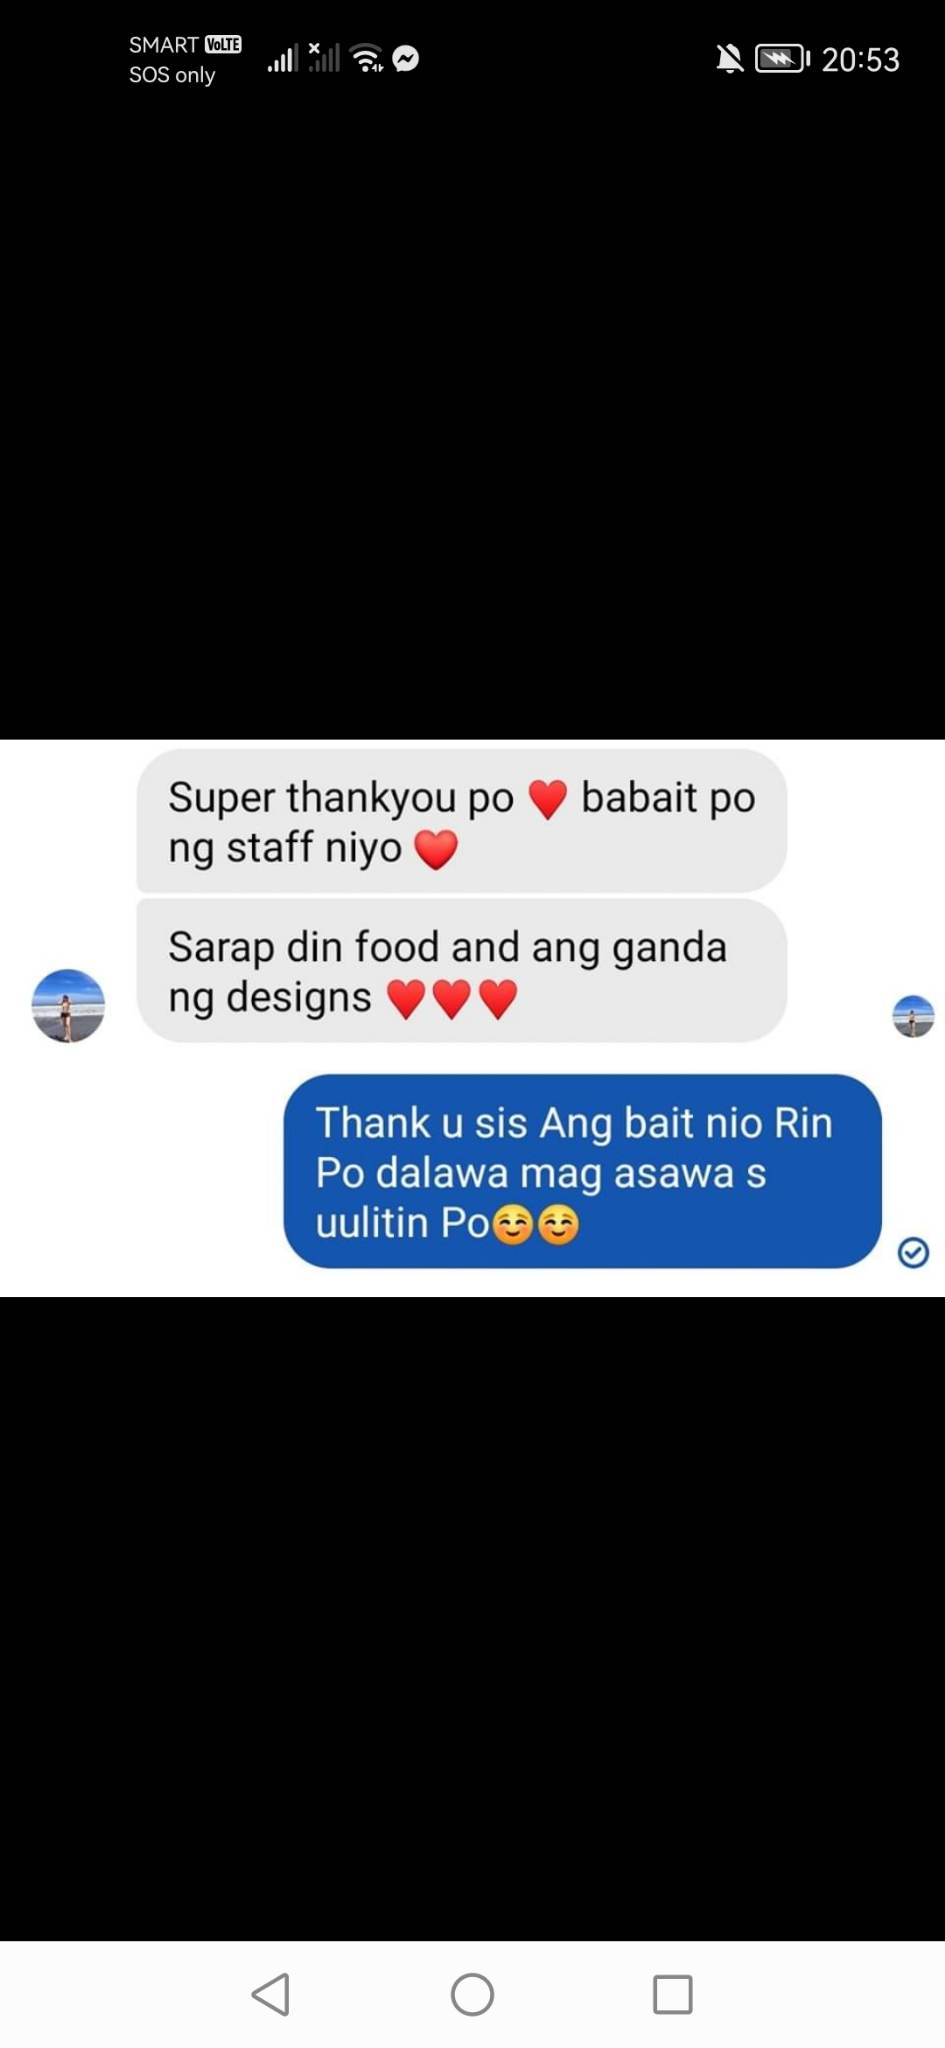 SMART VoLTE
SOS only
20:53
Super thankyou po ❤️ babait po
ng staff niyo ❤️
Sarap din food and ang ganda
ng designs ❤️❤️❤️
Thank u sis Ang bait nio Rin
Po dalawa mag asawa s
uulitin Po☺️☺️